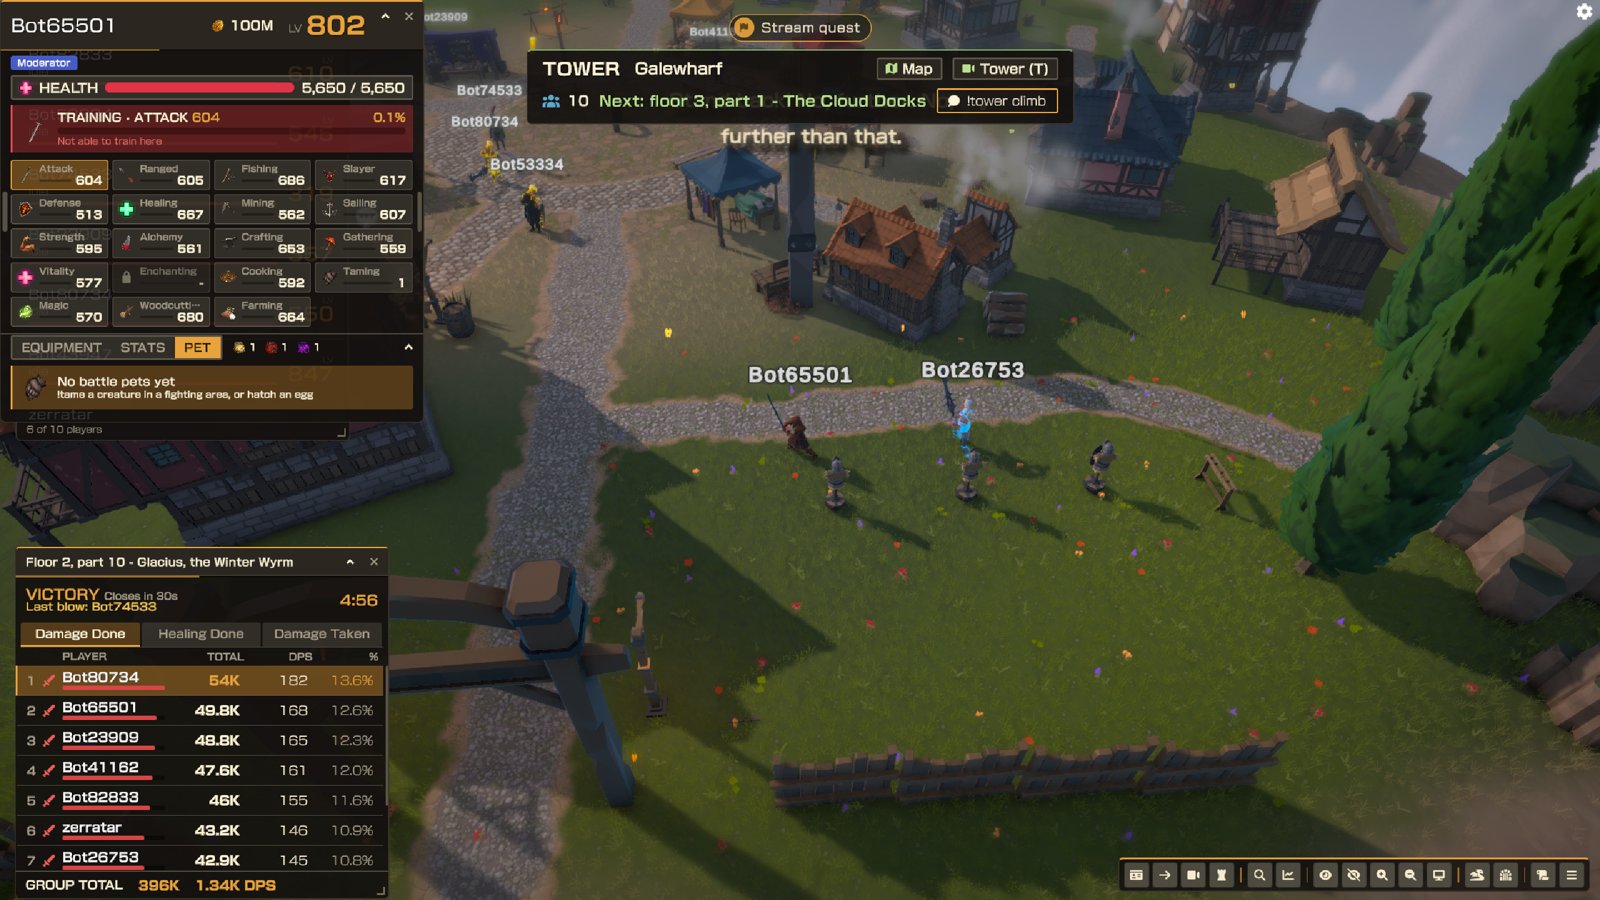 Bot65501
100M
LV 802
Moderator
HEALTH
5,650 / 5,650
TRAINING · ATTACK 604
0.1%
Not able to train here
Attack 604
Ranged 605
Fishing 686
Slayer 617
Defense 513
Healing 667
Mining 562
Sailing 607
Strength 595
Alchemy 561
Crafting 653
Gathering 559
Vitality 577
Enchanting -
Cooking 592
Taming 1
Magic 570
Woodcutti...
680
Farming 664
EQUIPMENT
STATS
PET
1
1
1
No battle pets yet
!tame a creature in a fighting area, or hatch an egg
zerratar
6 of 10 players
Bot23909
Stream quest
TOWER Galewharf
Map
Tower (T)
10 Next: floor 3, part 1 - The Cloud Docks
!tower climb
further than that.
Bot74533
Bot80734
Bot53334
Bot65501
Bot26753
Floor 2, part 10 - Glacius, the Winter Wyrm
VICTORY Closes in 30s
Last blow: Bot74533
4:56
Damage Done
Healing Done
Damage Taken
PLAYER TOTAL DPS %
1 Bot80734 54K 182 13.6%
2 Bot65501 49.8K 168 12.6%
3 Bot23909 48.8K 165 12.3%
4 Bot41162 47.6K 161 12.0%
5 Bot82833 46K 155 11.6%
6 zerratar 43.2K 146 10.9%
7 Bot26753 42.9K 145 10.8%
GROUP TOTAL 396K 1.34K DPS